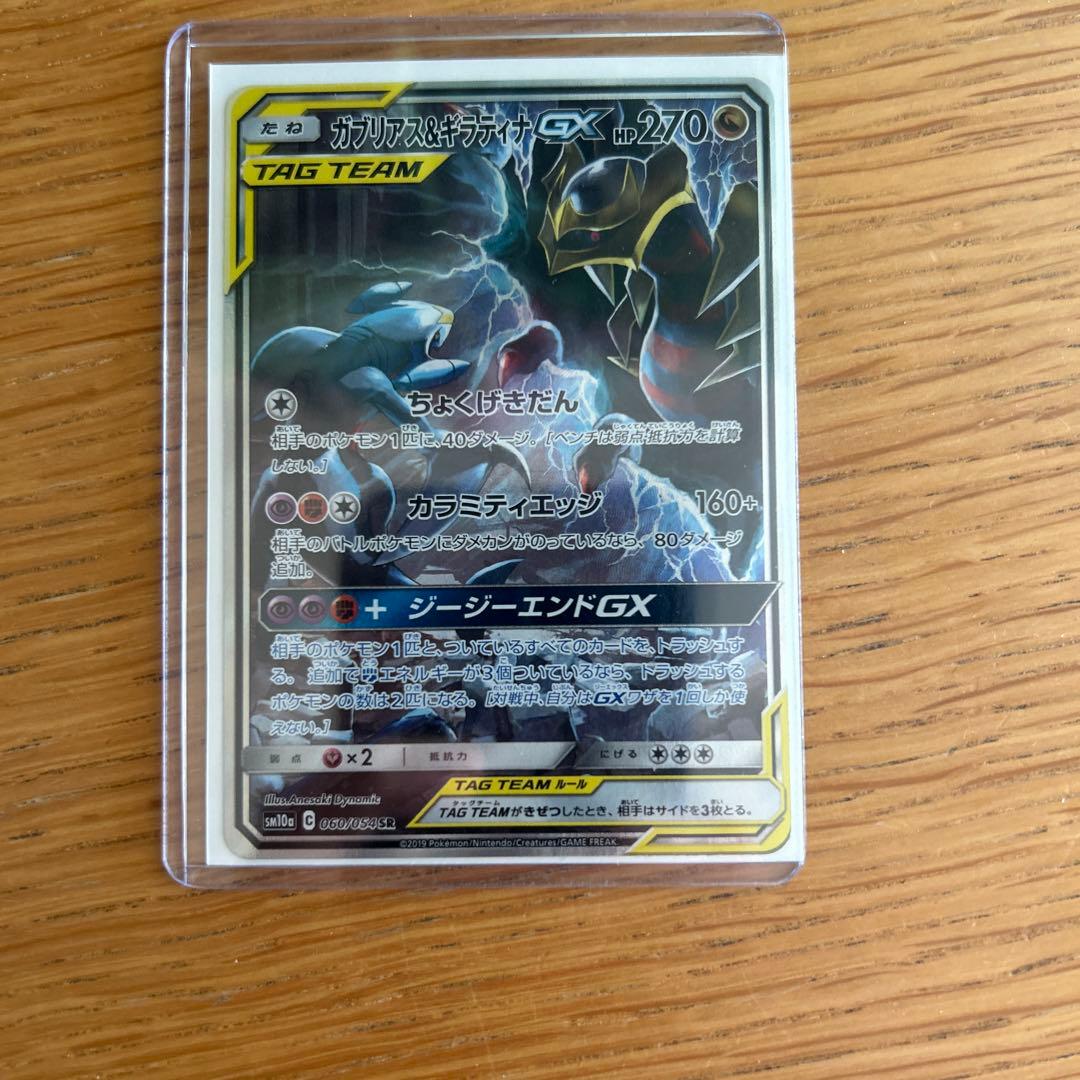 たね ガブリアス&ギラティナGX HP270
TAG TEAM
ちょくげきだん
相手のポケモン1匹に、40ダメージ。[ベンチは弱点・抵抗力を計算
しない。]
カラミティエッジ 160+
相手のバトルポケモンにダメカンがのっているなら、80ダメージ
追加。
+ ジージーエンドGX
相手のポケモン1匹と、ついているすべてのカードを、トラッシュす
る。追加でエネルギーが3個ついているなら、トラッシュする
ポケモンの数は2匹になる。[対戦中、自分はGXワザを1回しか使
えない。]
弱点 ×2 抵抗力 にげる
TAG TEAM ルール
TAG TEAMがきぜつしたとき、相手はサイドを3枚とる。
Illus. Anesaki Dynamic
sm10a C 060/054 SR
©2019 Pokémon/Nintendo/Creatures/GAME FREAK.